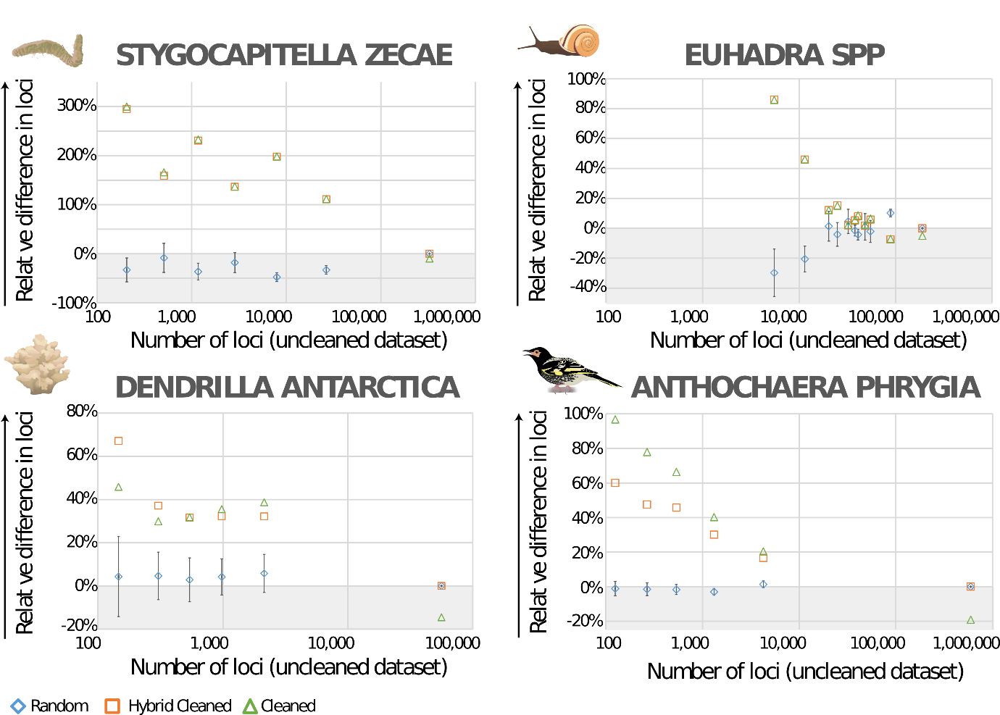 STYGOCAPITELLA ZECAE
Relat ve difference in loci
300%
200%
100%
0%
-100%
100 1,000 10,000 100,000 1,000,000
Number of loci (uncleaned dataset)
EUHADRA SPP
Relat ve difference in loci
100%
80%
60%
40%
20%
0%
-20%
-40%
100 1,000 10,000 100,000 1,000,000
Number of loci (uncleaned dataset)
DENDRILLA ANTARCTICA
Relat ve difference in loci
80%
60%
40%
20%
0%
-20%
100 1,000 10,000 100,000
Number of loci (uncleaned dataset)
ANTHOCHAERA PHRYGIA
Relat ve difference in loci
100%
80%
60%
40%
20%
0%
-20%
100 1,000 10,000 100,000 1,000,000
Number of loci (uncleaned dataset)
Random Hybrid Cleaned Cleaned